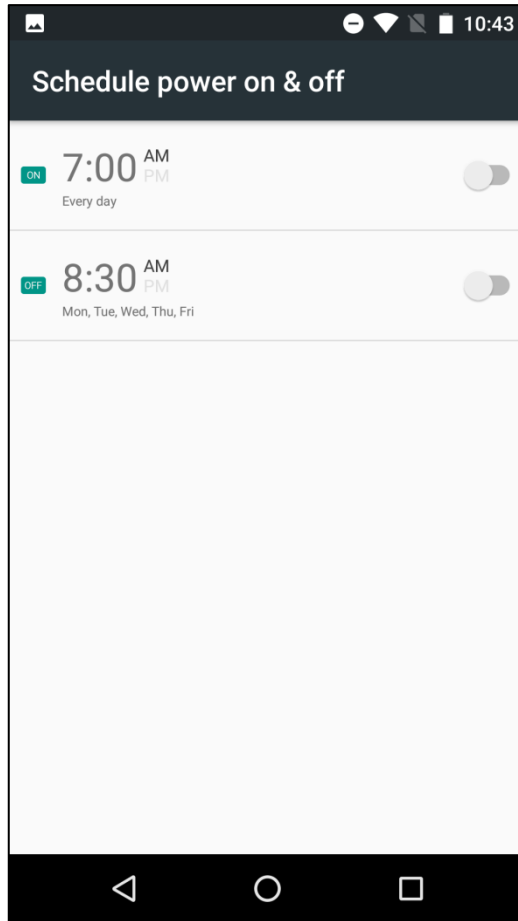 10:43
Schedule power on & off
ON 7:00 AM
PM
Every day
OFF 8:30 AM
PM
Mon, Tue, Wed, Thu, Fri